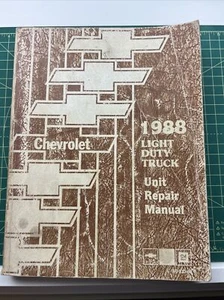 Chevrolet
1988
LIGHT
DUTY
TRUCK
Unit
Repair
Manual